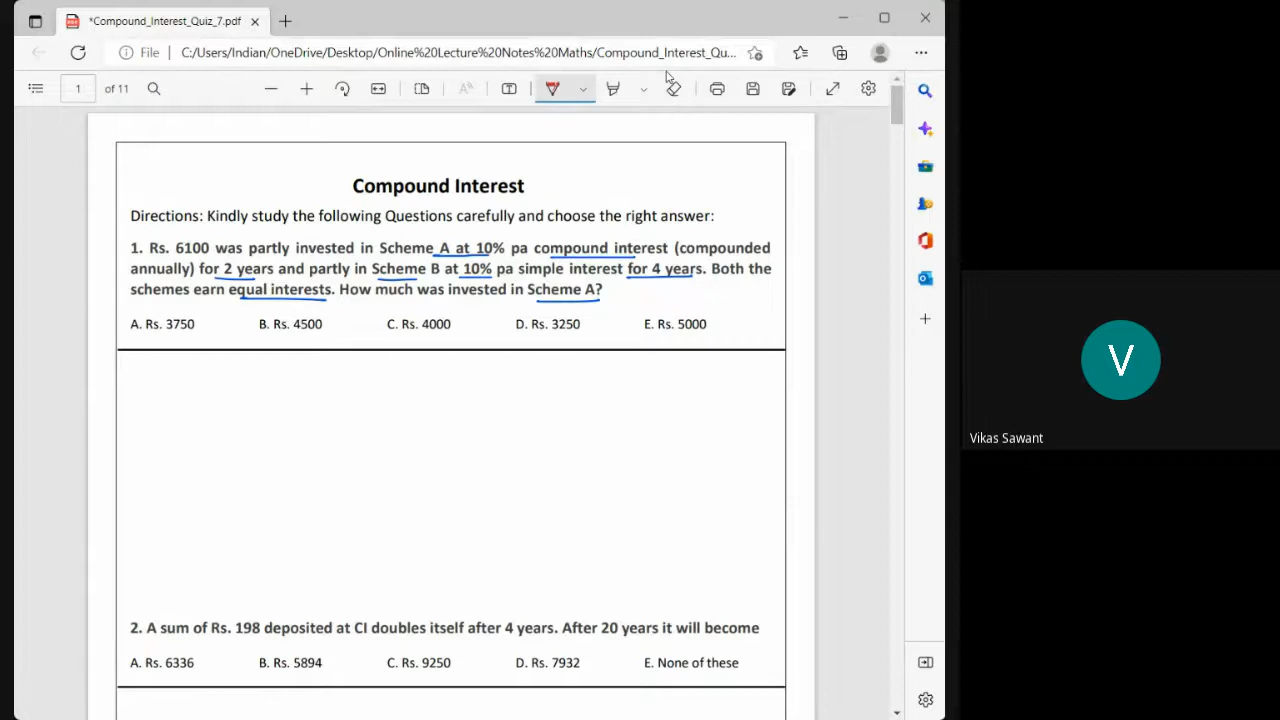 *Compound_Interest_Quiz_7.pdf
File C:/Users/Indian/OneDrive/Desktop/Online%20Lecture%20Notes%20Maths/Compound_Interest_Qu...
1 of 11
Compound Interest
Directions: Kindly study the following Questions carefully and choose the right answer:
1. Rs. 6100 was partly invested in Scheme A at 10% pa compound interest (compounded
annually) for 2 years and partly in Scheme B at 10% pa simple interest for 4 years. Both the
schemes earn equal interests. How much was invested in Scheme A?
A. Rs. 3750 B. Rs. 4500 C. Rs. 4000 D. Rs. 3250 E. Rs. 5000
2. A sum of Rs. 198 deposited at CI doubles itself after 4 years. After 20 years it will become
A. Rs. 6336 B. Rs. 5894 C. Rs. 9250 D. Rs. 7932 E. None of these
V
Vikas Sawant